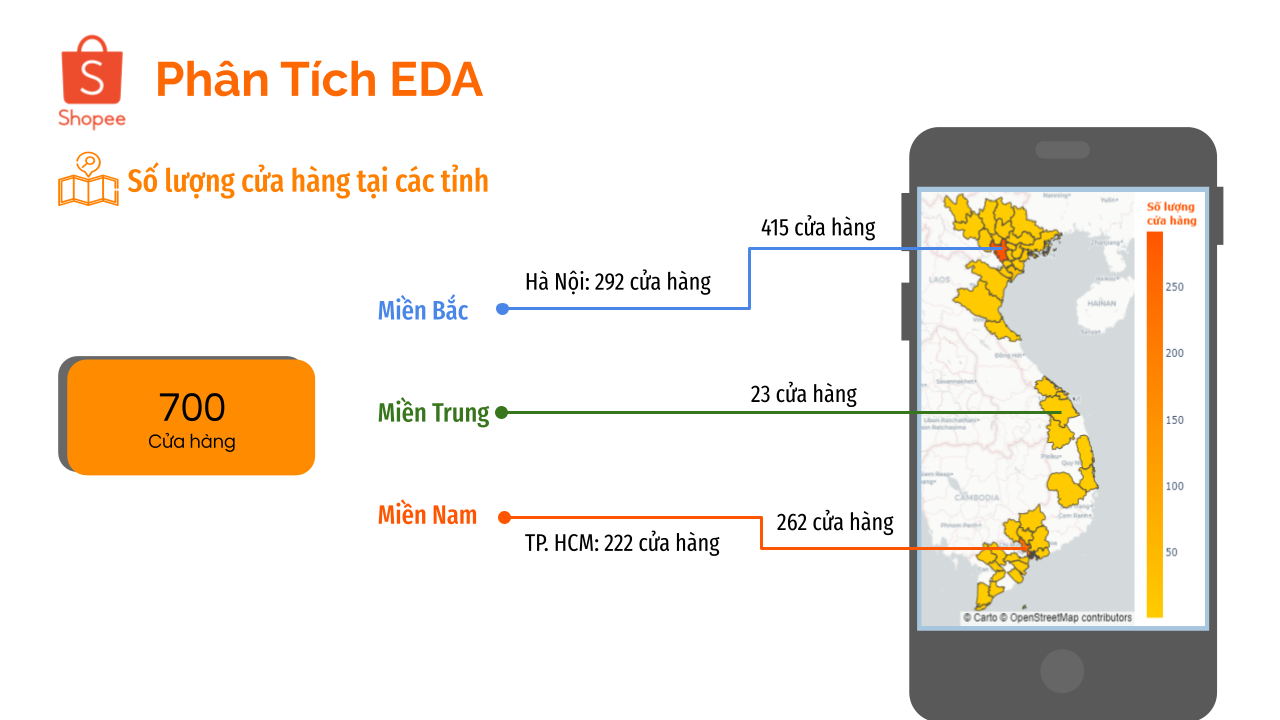 S
Shopee
Phân Tích EDA
Số lượng cửa hàng tại các tỉnh
415 cửa hàng
Hà Nội: 292 cửa hàng
Miền Bắc
700
Cửa hàng
23 cửa hàng
Miền Trung
Miền Nam
262 cửa hàng
TP. HCM: 222 cửa hàng
Số lượng
cửa hàng
250
200
150
100
50
LAOS
HAINAN
CAMBODIA
© Carto © OpenStreetMap contributors